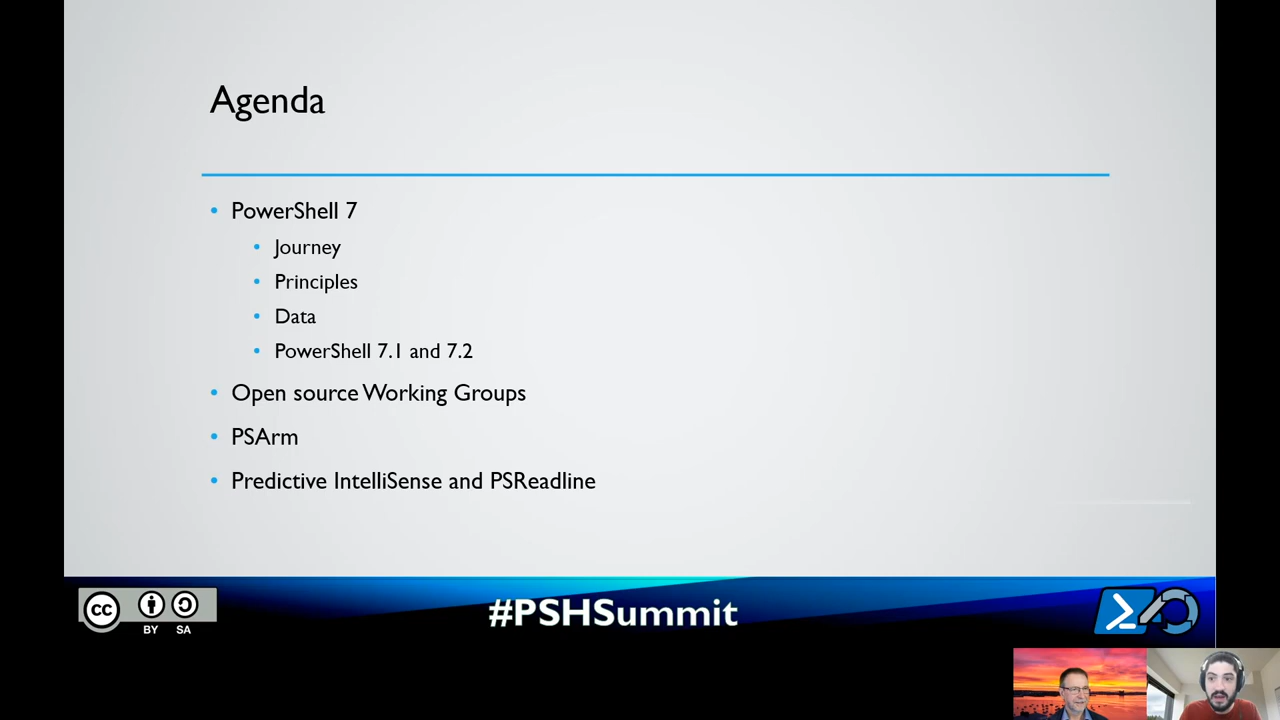 Agenda
PowerShell 7
Journey
Principles
Data
PowerShell 7.1 and 7.2
Open source Working Groups
PSArm
Predictive IntelliSense and PSReadline
cc
BY SA
#PSHSummit